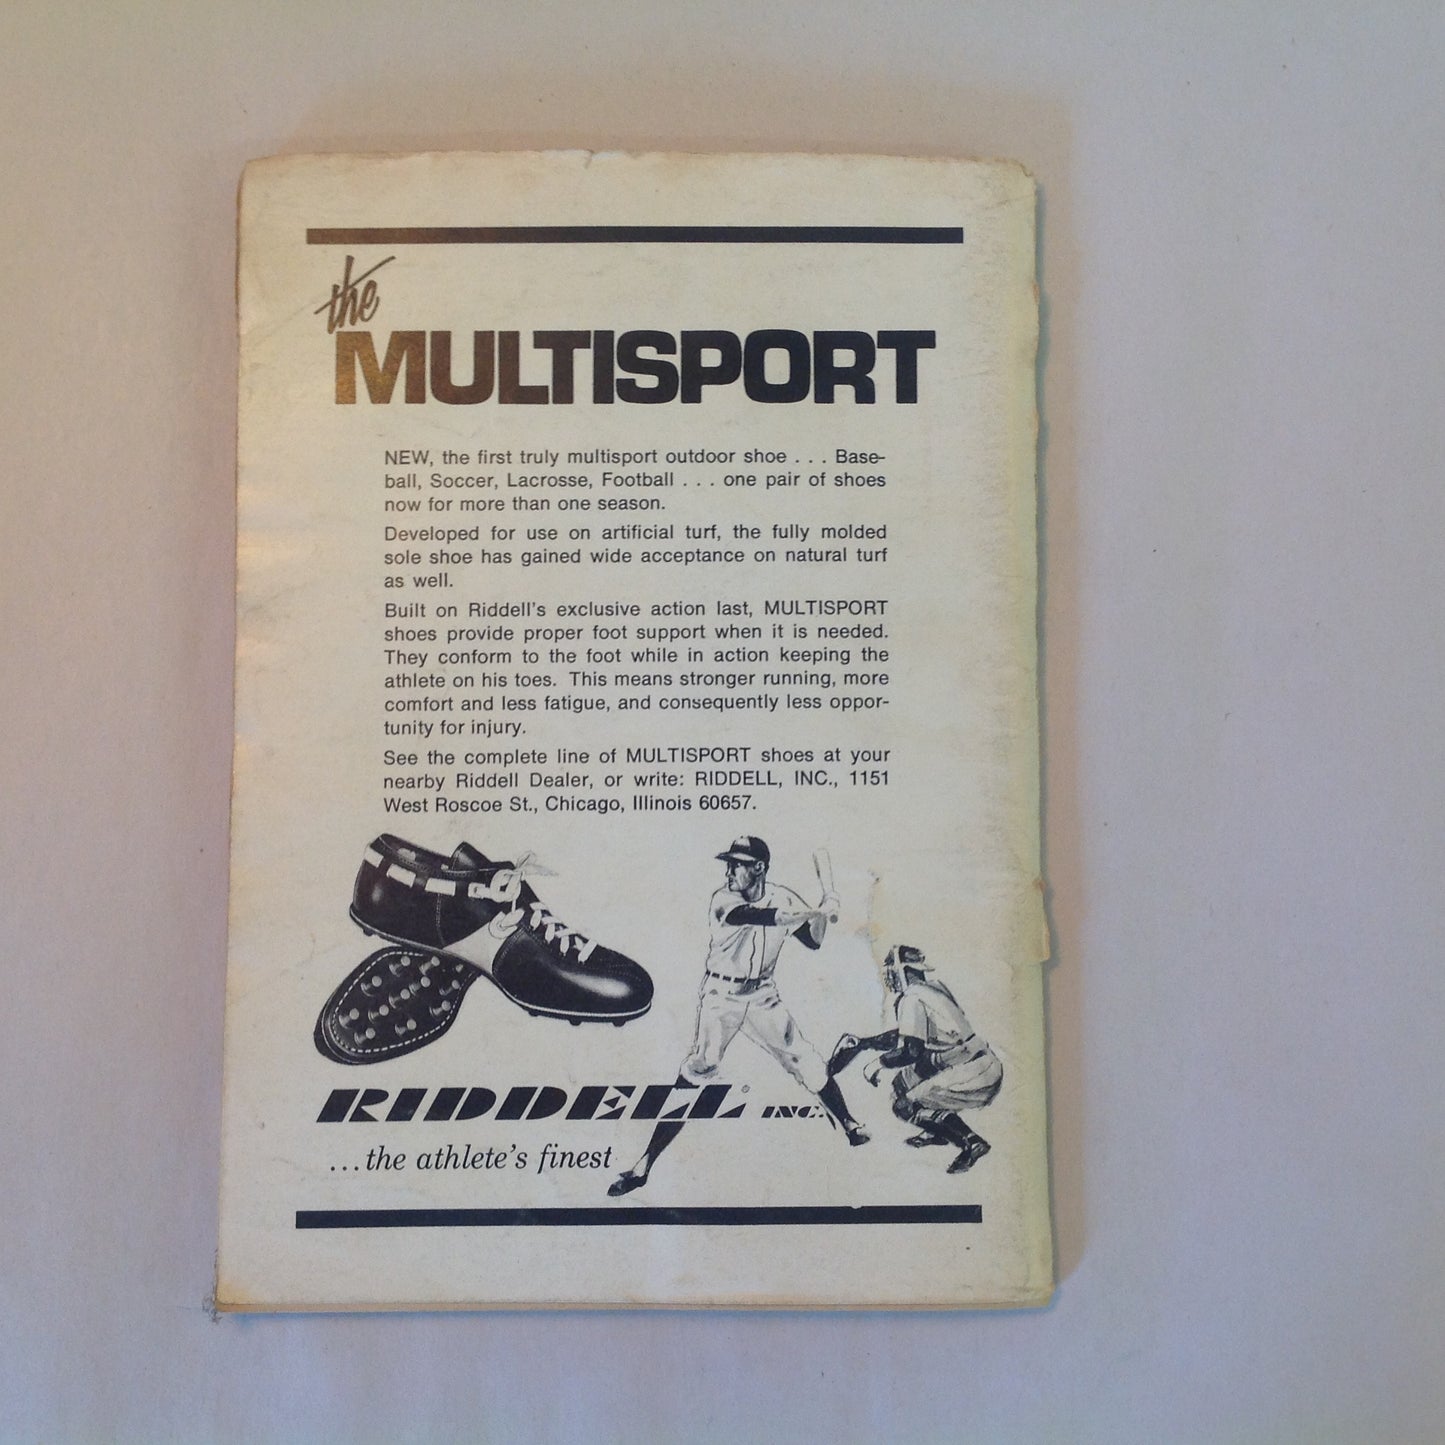 the
MULTISPORT
NEW, the first truly multisport outdoor shoe . . . Base-
ball, Soccer, Lacrosse, Football . . . one pair of shoes
now for more than one season.
Developed for use on artificial turf, the fully molded
sole shoe has gained wide acceptance on natural turf
as well.
Built on Riddell's exclusive action last, MULTISPORT
shoes provide proper foot support when it is needed.
They conform to the foot while in action keeping the
athlete on his toes. This means stronger running, more
comfort and less fatigue, and consequently less oppor-
tunity for injury.
See the complete line of MULTISPORT shoes at your
nearby Riddell Dealer, or write: RIDDELL, INC., 1151
West Roscoe St., Chicago, Illinois 60657.
RIDDELL® INC.
...the athlete's finest